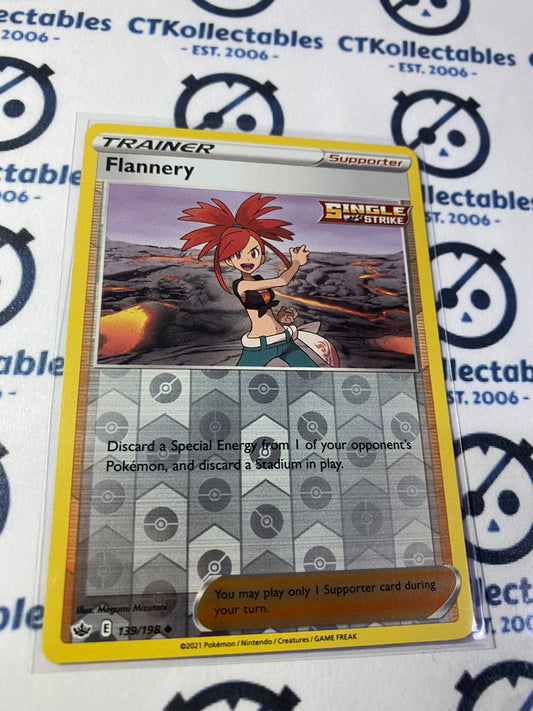 CTKollectables
- EST. 2006 -
CTKollectables
- EST. 2006 -
TRAINER
Supporter
Flannery
SINGLE
STRIKE
Discard a Special Energy from 1 of your opponent's
Pokémon, and discard a Stadium in play.
You may play only 1 Supporter card during
your turn.
Illus. Megumi Mizutani
E 139/198
©2021 Pokémon / Nintendo / Creatures / GAME FREAK